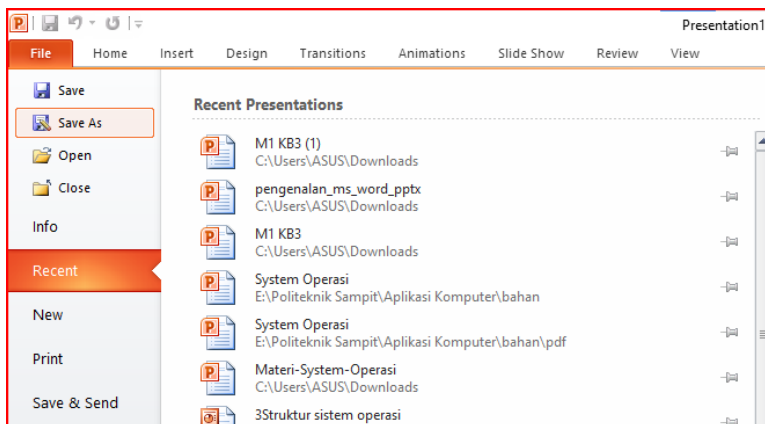 Presentation1
File Home Insert Design Transitions Animations Slide Show Review View
Save
Save As
Open
Close
Info
Recent
New
Print
Save & Send
Recent Presentations
M1 KB3 (1)
C:\Users\ASUS\Downloads
pengenalan_ms_word_pptx
C:\Users\ASUS\Downloads
M1 KB3
C:\Users\ASUS\Downloads
System Operasi
E:\Politeknik Sampit\Aplikasi Komputer\bahan
System Operasi
E:\Politeknik Sampit\Aplikasi Komputer\bahan\pdf
Materi-System-Operasi
C:\Users\ASUS\Downloads
3Struktur sistem operasi